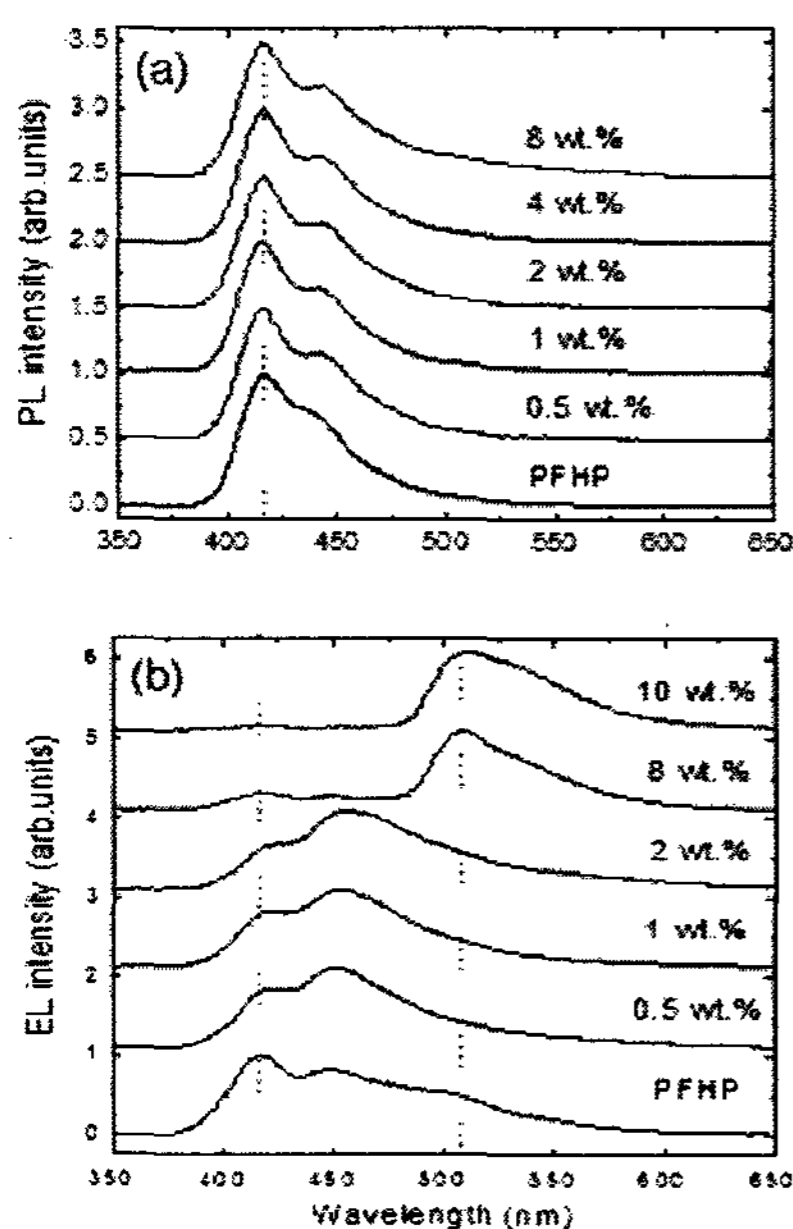 (a)
PL intensity (arb.units)
3.5
3.0
2.5
2.0
1.5
1.0
0.5
0.0
8 wt.%
4 wt.%
2 wt.%
1 wt.%
0.5 wt.%
PFHP
350 400 450 500 550 600 650
(b)
EL intensity (arb.units)
6
5
4
3
2
1
0
10 wt.%
8 wt.%
2 wt.%
1 wt.%
0.5 wt.%
PFHP
350 400 450 500 550 600 650
Wavelength (nm)